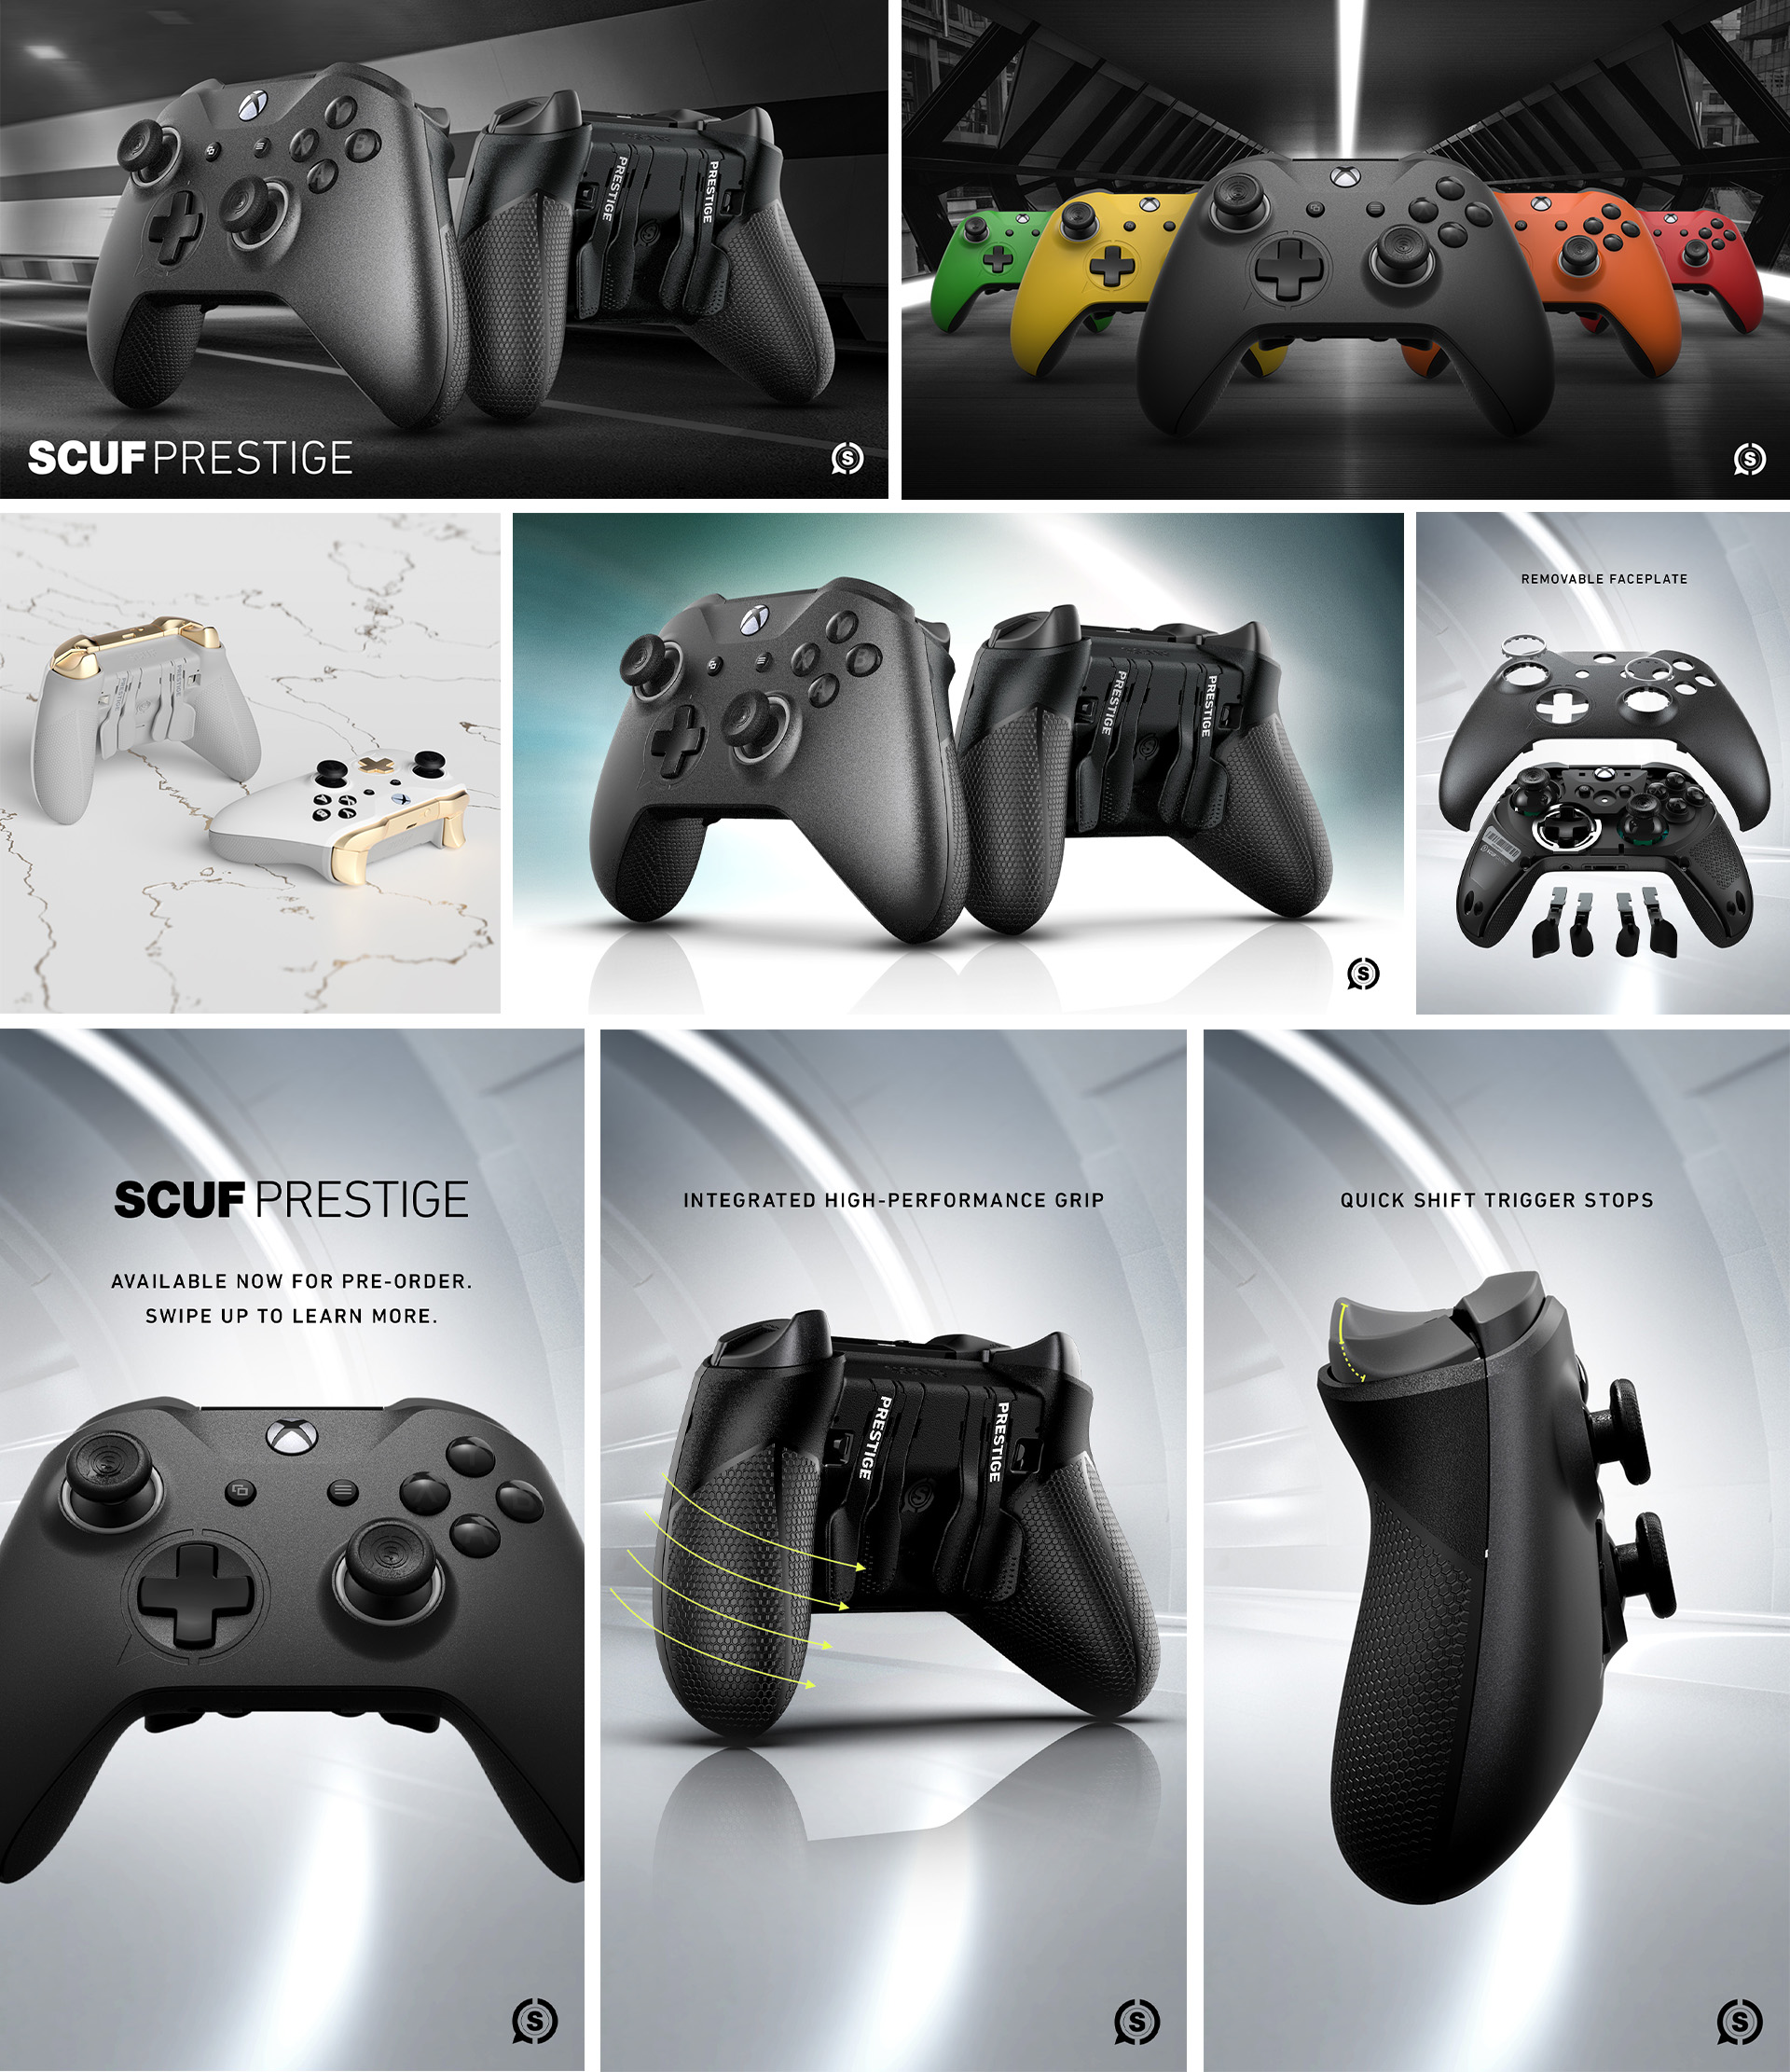 PRESTIGE
PRESTIGE
SCUF PRESTIGE
S
S
PRESTIGE
PRESTIGE
S
REMOVABLE FACEPLATE
SCUF PRESTIGE
AVAILABLE NOW FOR PRE-ORDER.
SWIPE UP TO LEARN MORE.
S
INTEGRATED HIGH-PERFORMANCE GRIP
PRESTIGE
PRESTIGE
S
QUICK SHIFT TRIGGER STOPS
S